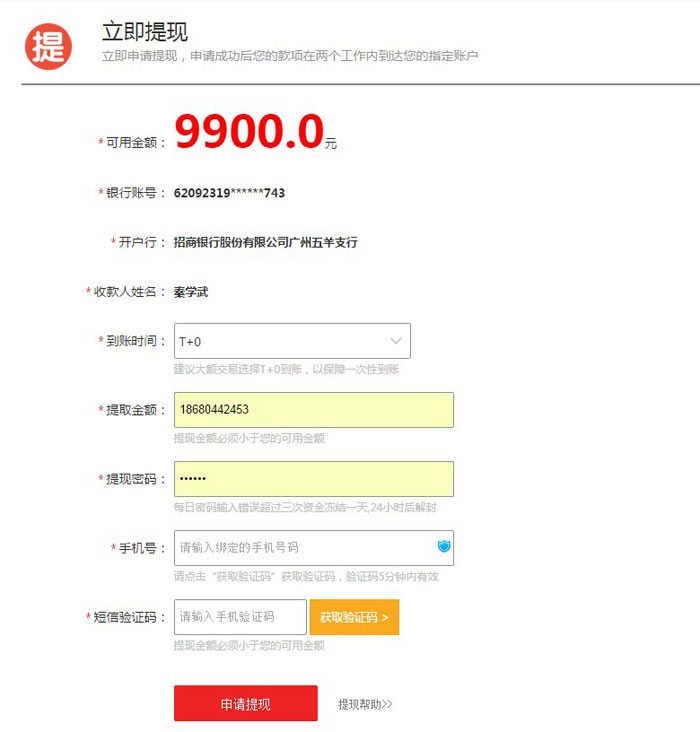 提
立即提现
立即申请提现，申请成功后您的款项在两个工作内到达您的指定账户
*可用金额： 9900.0元
*银行账号： 62092319******743
*开户行： 招商银行股份有限公司广州五羊支行
*收款人姓名： 秦学武
*到账时间： T+0
建议大额交易选择T+0到账，以保障一次性到账
*提取金额： 18680442453
提现金额必须小于您的可用金额
*提现密码： ••••••
每日密码输入错误超过三次资金冻结一天,24小时后解封
*手机号： 请输入绑定的手机号码
请点击“获取验证码”获取验证码，验证码5分钟内有效
*短信验证码： 请输入手机验证码 获取验证码 >
提现金额必须小于您的可用金额
申请提现 提现帮助>>